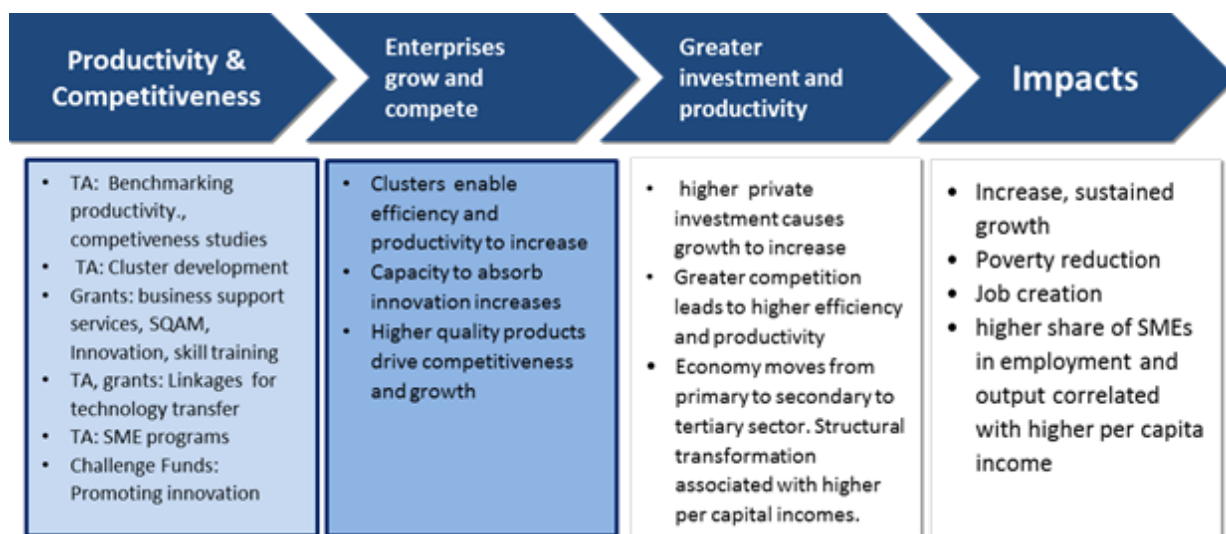 Productivity &
Competitiveness
Enterprises
grow and
compete
Greater
investment and
productivity
Impacts
• TA: Benchmarking
productivity.,
competiveness studies
• TA: Cluster development
• Grants: business support
services, SQAM,
Innovation, skill training
• TA, grants: Linkages for
technology transfer
• TA: SME programs
• Challenge Funds:
Promoting innovation
• Clusters enable
efficiency and
productivity to increase
• Capacity to absorb
innovation increases
• Higher quality products
drive competitiveness
and growth
• higher private
investment causes
growth to increase
• Greater competition
leads to higher efficiency
and productivity
• Economy moves from
primary to secondary to
tertiary sector. Structural
transformation
associated with higher
per capital incomes.
• Increase, sustained
growth
• Poverty reduction
• Job creation
• higher share of SMEs
in employment and
output correlated
with higher per capita
income